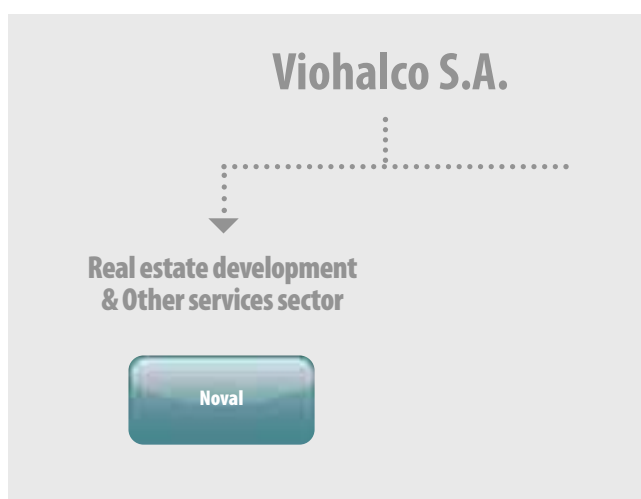 Viohalco S.A.
Real estate development
& Other services sector
Noval